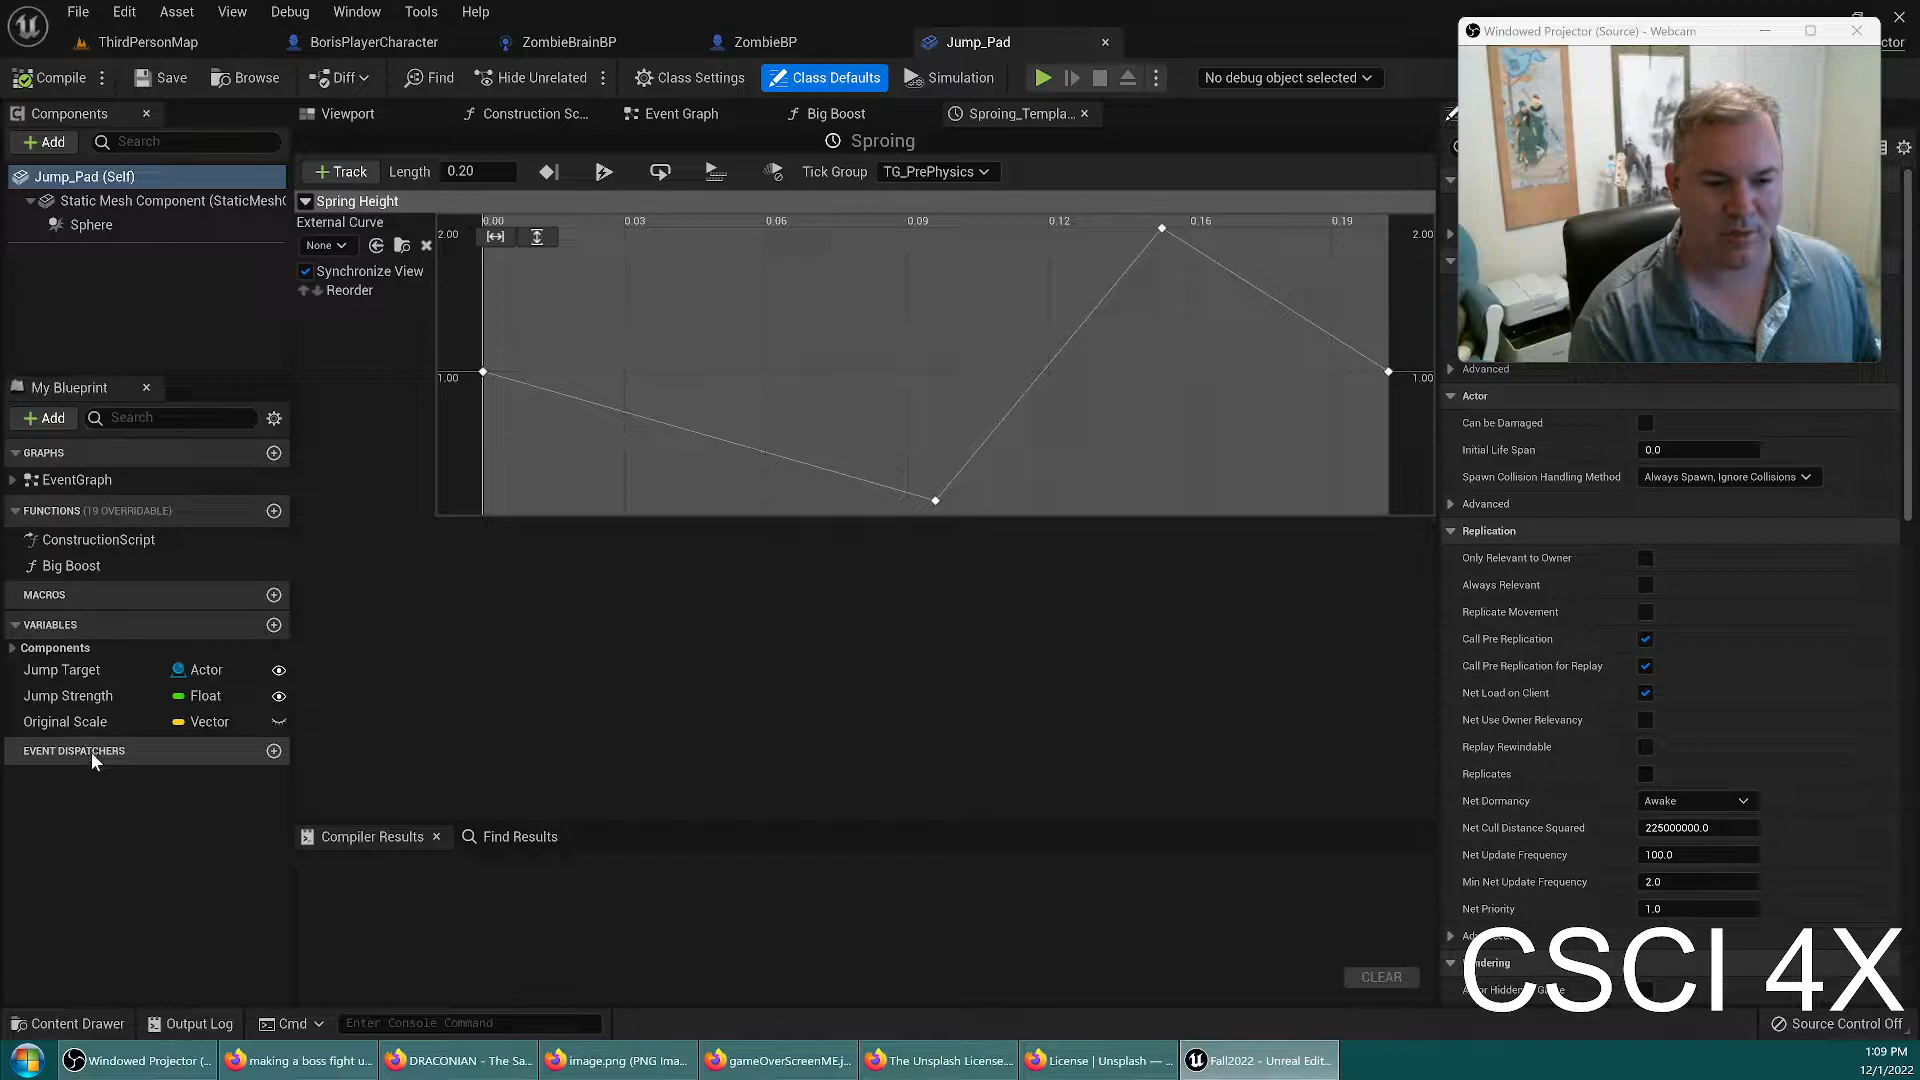 File Edit Asset View Debug Window Tools Help
ThirdPersonMap BorisPlayerCharacter ZombieBrainBP ZombieBP Jump_Pad
Windowed Projector (Source) - Webcam
Compile Save Browse Diff Find Hide Unrelated Class Settings Class Defaults Simulation No debug object selected
Components
Viewport Construction Sc... Event Graph Big Boost Sproing_Templa...
Add Search
Sproing
Track Length 0.20 Tick Group TG_PrePhysics
Jump_Pad (Self)
Static Mesh Component (StaticMesh
Sphere
Spring Height
External Curve
None
Synchronize View
Reorder
0.00 0.03 0.06 0.09 0.12 0.16 0.19
2.00 2.00
1.00 1.00
My Blueprint
Add Search
GRAPHS
EventGraph
FUNCTIONS (19 OVERRIDABLE)
ConstructionScript
Big Boost
MACROS
VARIABLES
Components
Jump Target Actor
Jump Strength Float
Original Scale Vector
EVENT DISPATCHERS
Compiler Results Find Results
CLEAR
Advanced
Actor
Can be Damaged
Initial Life Span 0.0
Spawn Collision Handling Method Always Spawn, Ignore Collisions
Advanced
Replication
Only Relevant to Owner
Always Relevant
Replicate Movement
Call Pre Replication
Call Pre Replication for Replay
Net Load on Client
Net Use Owner Relevancy
Replay Rewindable
Replicates
Net Dormancy Awake
Net Cull Distance Squared 225000000.0
Net Update Frequency 100.0
Min Net Update Frequency 2.0
Net Priority 1.0
CSCI 4X
Content Drawer Output Log Cmd Enter Console Command Source Control Off
Windowed Projector (... making a boss fight u... DRACONIAN - The Sa... image.png (PNG Ima... gameOverScreenME.j... The Unsplash License... License | Unsplash — ... Fall2022 - Unreal Edit...
1:09 PM
12/1/2022